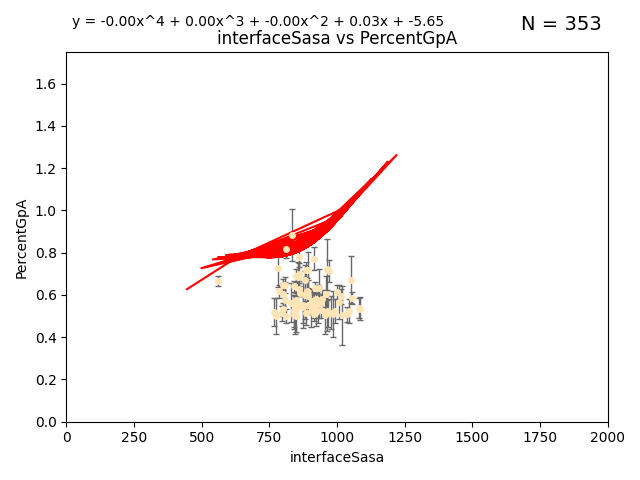 y = -0.00x^4 + 0.00x^3 + -0.00x^2 + 0.03x + -5.65
N = 353
interfaceSasa vs PercentGpA
PercentGpA
1.6
1.4
1.2
1.0
0.8
0.6
0.4
0.2
0.0
0 250 500 750 1000 1250 1500 1750 2000
interfaceSasa